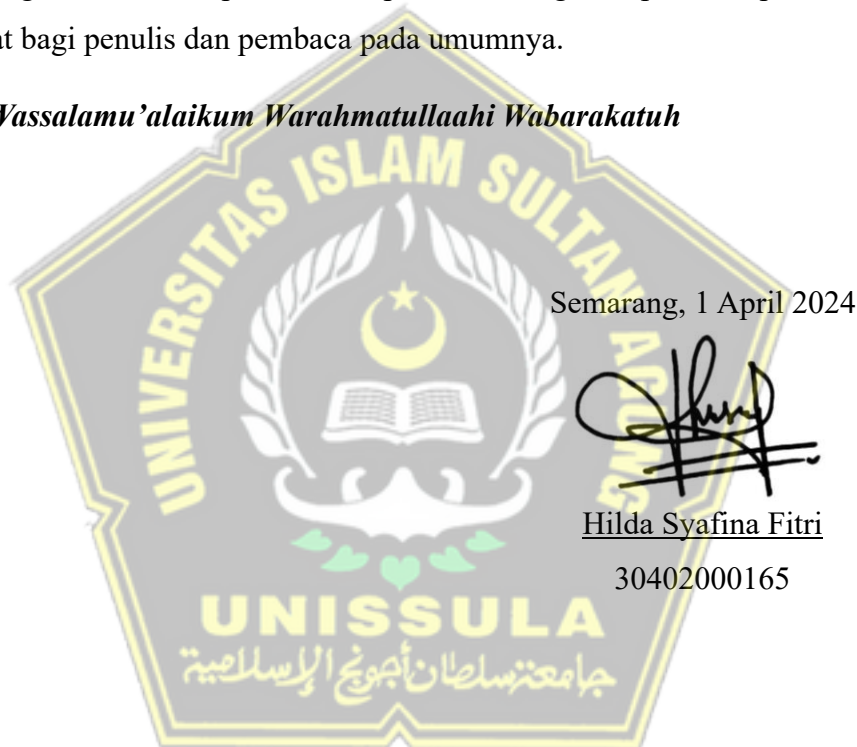 bagi penulis dan pembaca pada umumnya.
Wassalamu’alaikum Warahmatullaahi Wabarakatuh
UNIVERSITAS ISLAM SULTAN AGUNG
Semarang, 1 April 2024
Hilda Syafina Fitri
30402000165
UNISSULA
جامعة سلطان أجونج الإسلامية